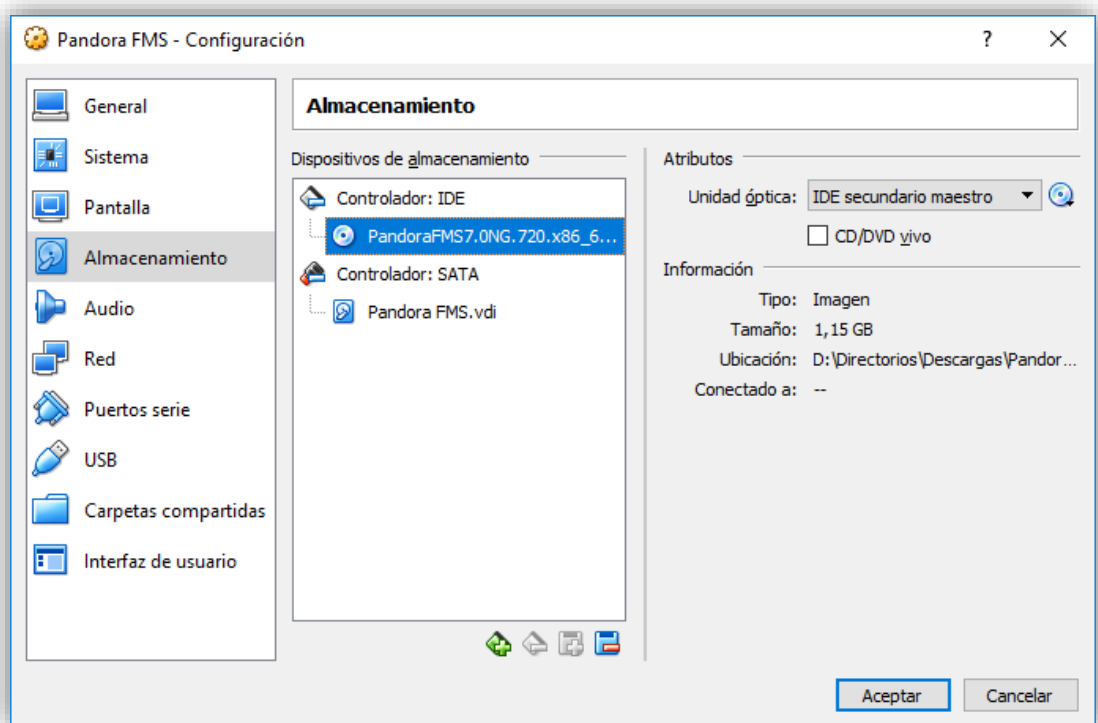 Pandora FMS - Configuración
?
General
Sistema
Pantalla
Almacenamiento
Audio
Red
Puertos serie
USB
Carpetas compartidas
Interfaz de usuario
Almacenamiento
Dispositivos de almacenamiento
Controlador: IDE
PandoraFMS7.0NG.720.x86_6...
Controlador: SATA
Pandora FMS.vdi
Atributos
Unidad óptica: IDE secundario maestro
CD/DVD vivo
Información
Tipo: Imagen
Tamaño: 1,15 GB
Ubicación: D:\Directorios\Descargas\Pandor...
Conectado a: --
Aceptar
Cancelar